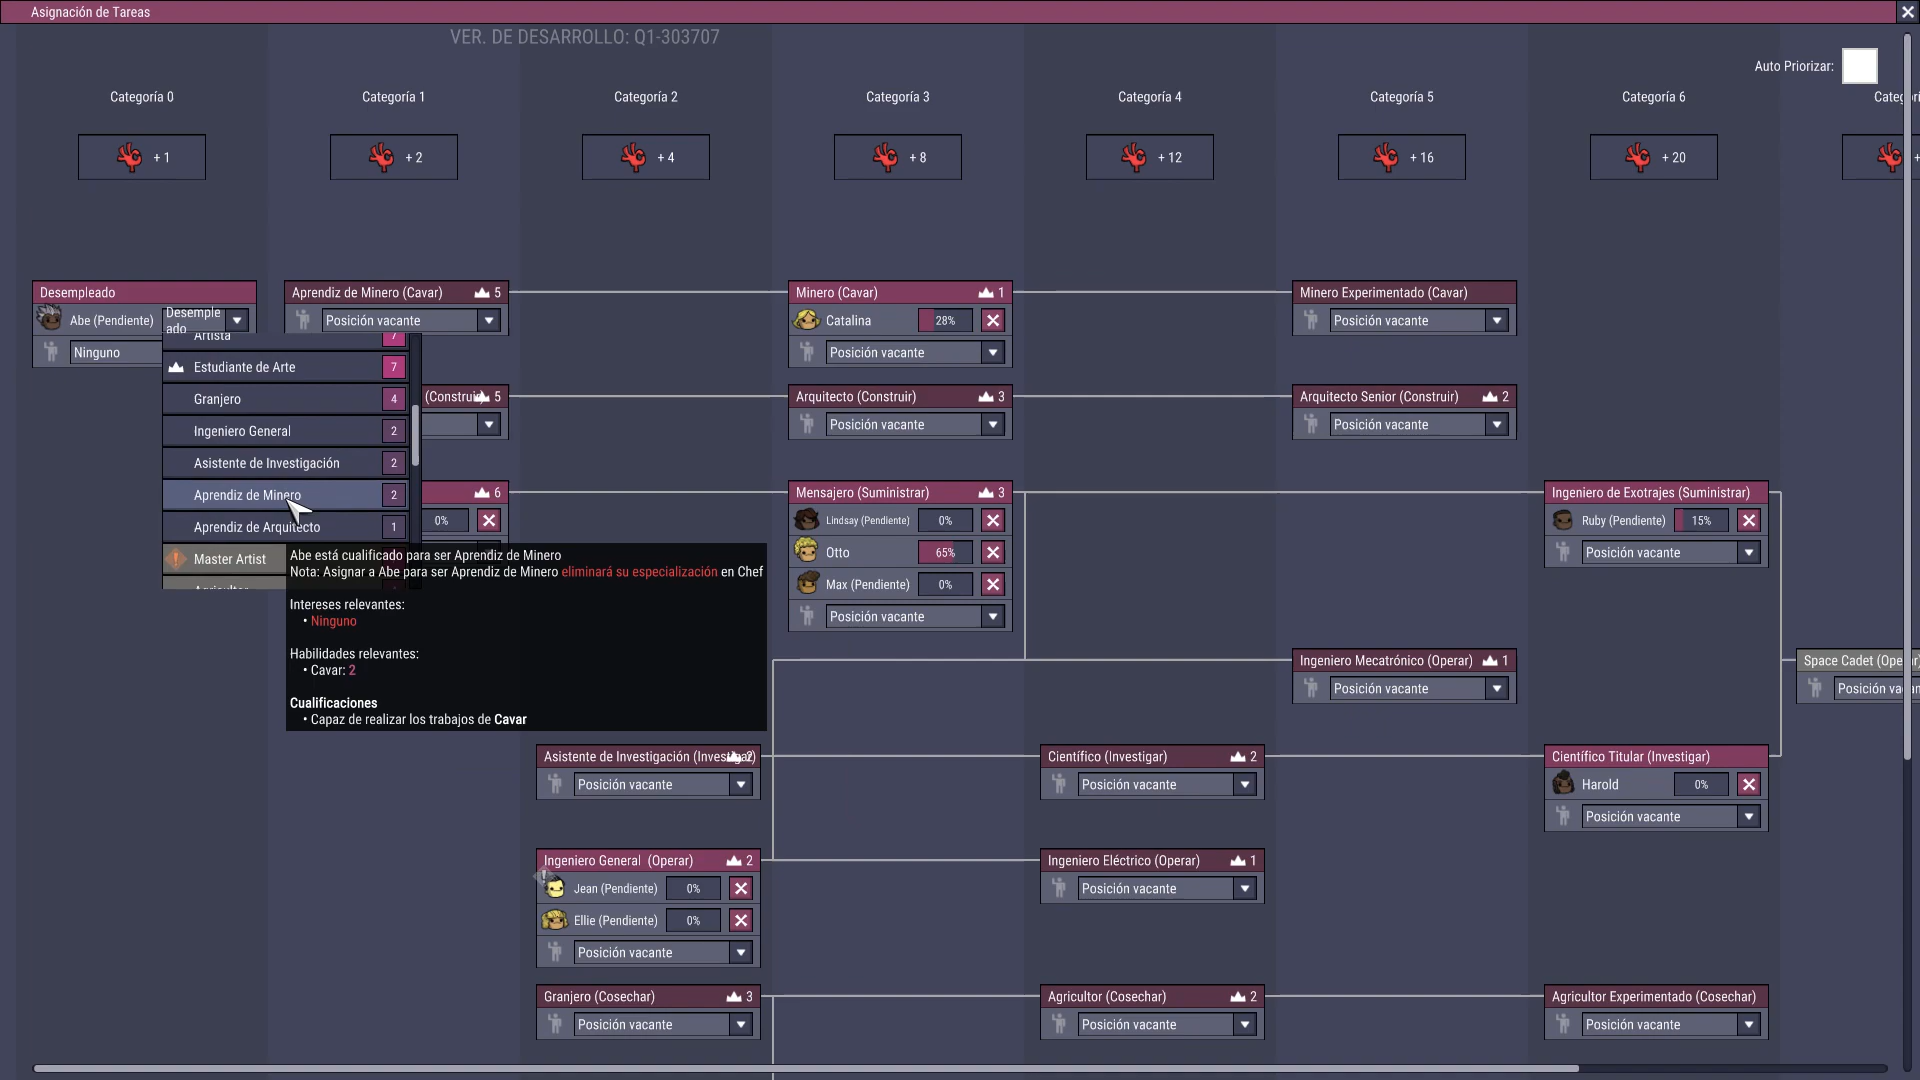 Asignación de Tareas
VER. DE DESARROLLO: Q1-303707
Auto Priorizar:
Categoría 0
Categoría 1
Categoría 2
Categoría 3
Categoría 4
Categoría 5
Categoría 6
+ 1
+ 2
+ 4
+ 8
+ 12
+ 16
+ 20
+
Desempleado
Abe (Pendiente)
Desemple
ado
Ninguno
Artista 7
Estudiante de Arte 7
Granjero 4
Ingeniero General 2
Asistente de Investigación 2
Aprendiz de Minero 2
Aprendiz de Arquitecto 1
Master Artist
Abe está cualificado para ser Aprendiz de Minero
Nota: Asignar a Abe para ser Aprendiz de Minero eliminará su especialización en Chef
Intereses relevantes:
• Ninguno
Habilidades relevantes:
• Cavar: 2
Cualificaciones
• Capaz de realizar los trabajos de Cavar
Aprendiz de Minero (Cavar) 5
Posición vacante
(Construir) 5
6
0%
Minero (Cavar) 1
Catalina 28%
Posición vacante
Minero Experimentado (Cavar)
Posición vacante
Arquitecto (Construir) 3
Posición vacante
Arquitecto Senior (Construir) 2
Posición vacante
Mensajero (Suministrar) 3
Lindsay (Pendiente) 0%
Otto 65%
Max (Pendiente) 0%
Posición vacante
Ingeniero de Exotrajes (Suministrar)
Ruby (Pendiente) 15%
Posición vacante
Ingeniero Mecatrónico (Operar) 1
Posición vacante
Space Cadet (Operar)
Asistente de Investigación (Investigar) 2
Posición vacante
Científico (Investigar) 2
Posición vacante
Científico Titular (Investigar)
Harold 0%
Posición vacante
Ingeniero General (Operar) 2
Jean (Pendiente) 0%
Ellie (Pendiente) 0%
Posición vacante
Ingeniero Eléctrico (Operar) 1
Posición vacante
Granjero (Cosechar) 3
Posición vacante
Agricultor (Cosechar) 2
Posición vacante
Agricultor Experimentado (Cosechar)
Posición vacante